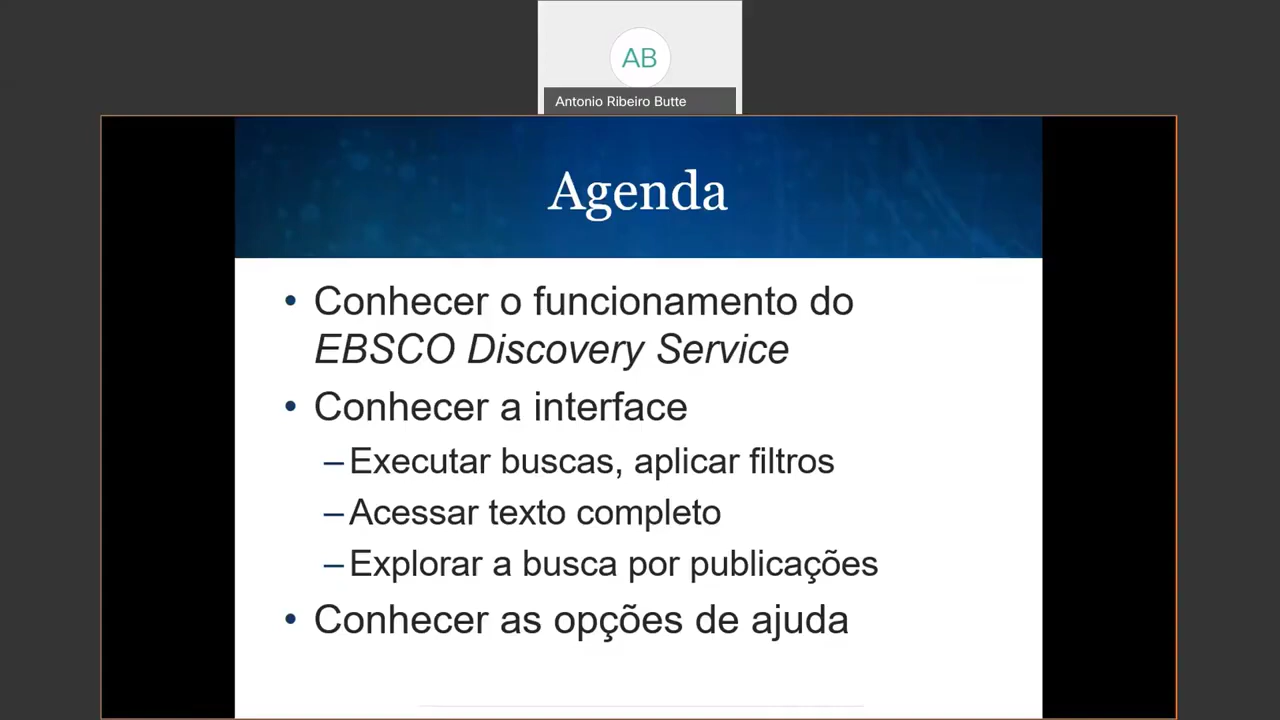 AB
Antonio Ribeiro Butte
Agenda
• Conhecer o funcionamento do
EBSCO Discovery Service
• Conhecer a interface
–Executar buscas, aplicar filtros
–Acessar texto completo
–Explorar a busca por publicações
• Conhecer as opções de ajuda